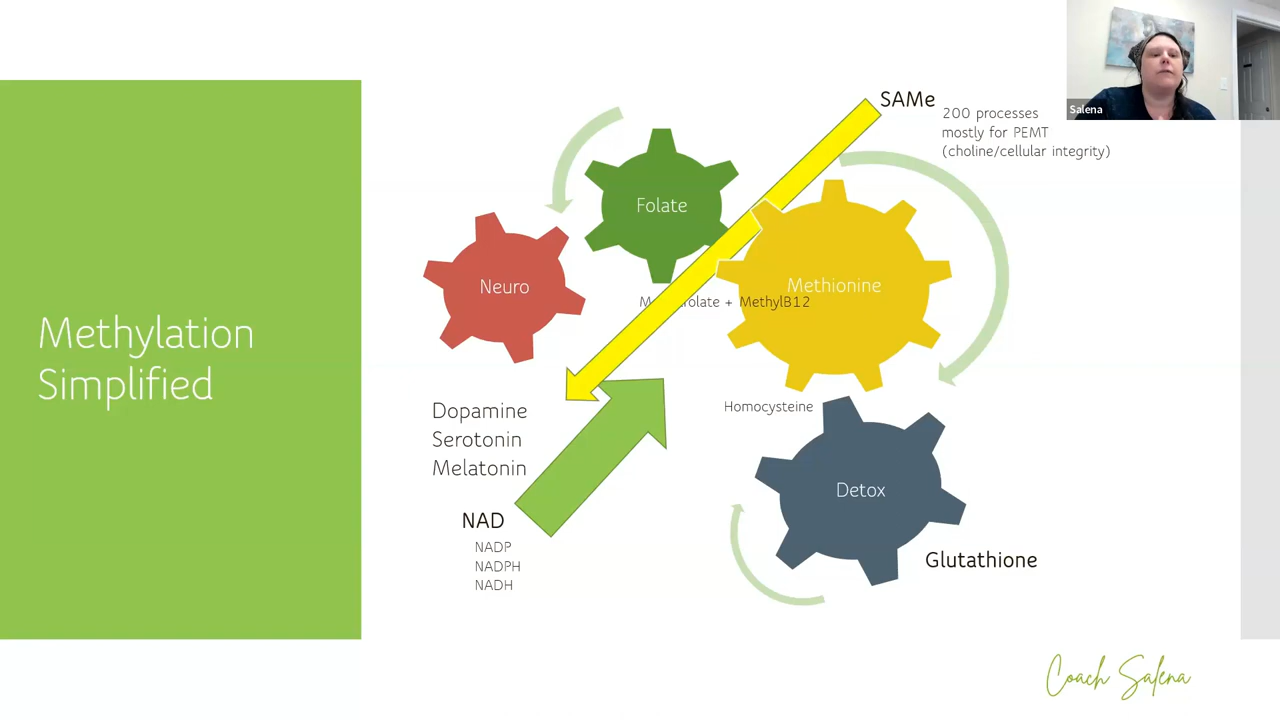 Methylation
Simplified
SAMe
200 processes
mostly for PEMT
(choline/cellular integrity)
Salena
Folate
Neuro
Methionine
+ MethylB12
Homocysteine
Dopamine
Serotonin
Melatonin
NAD
NADP
NADPH
NADH
Detox
Glutathione
Coach Salena